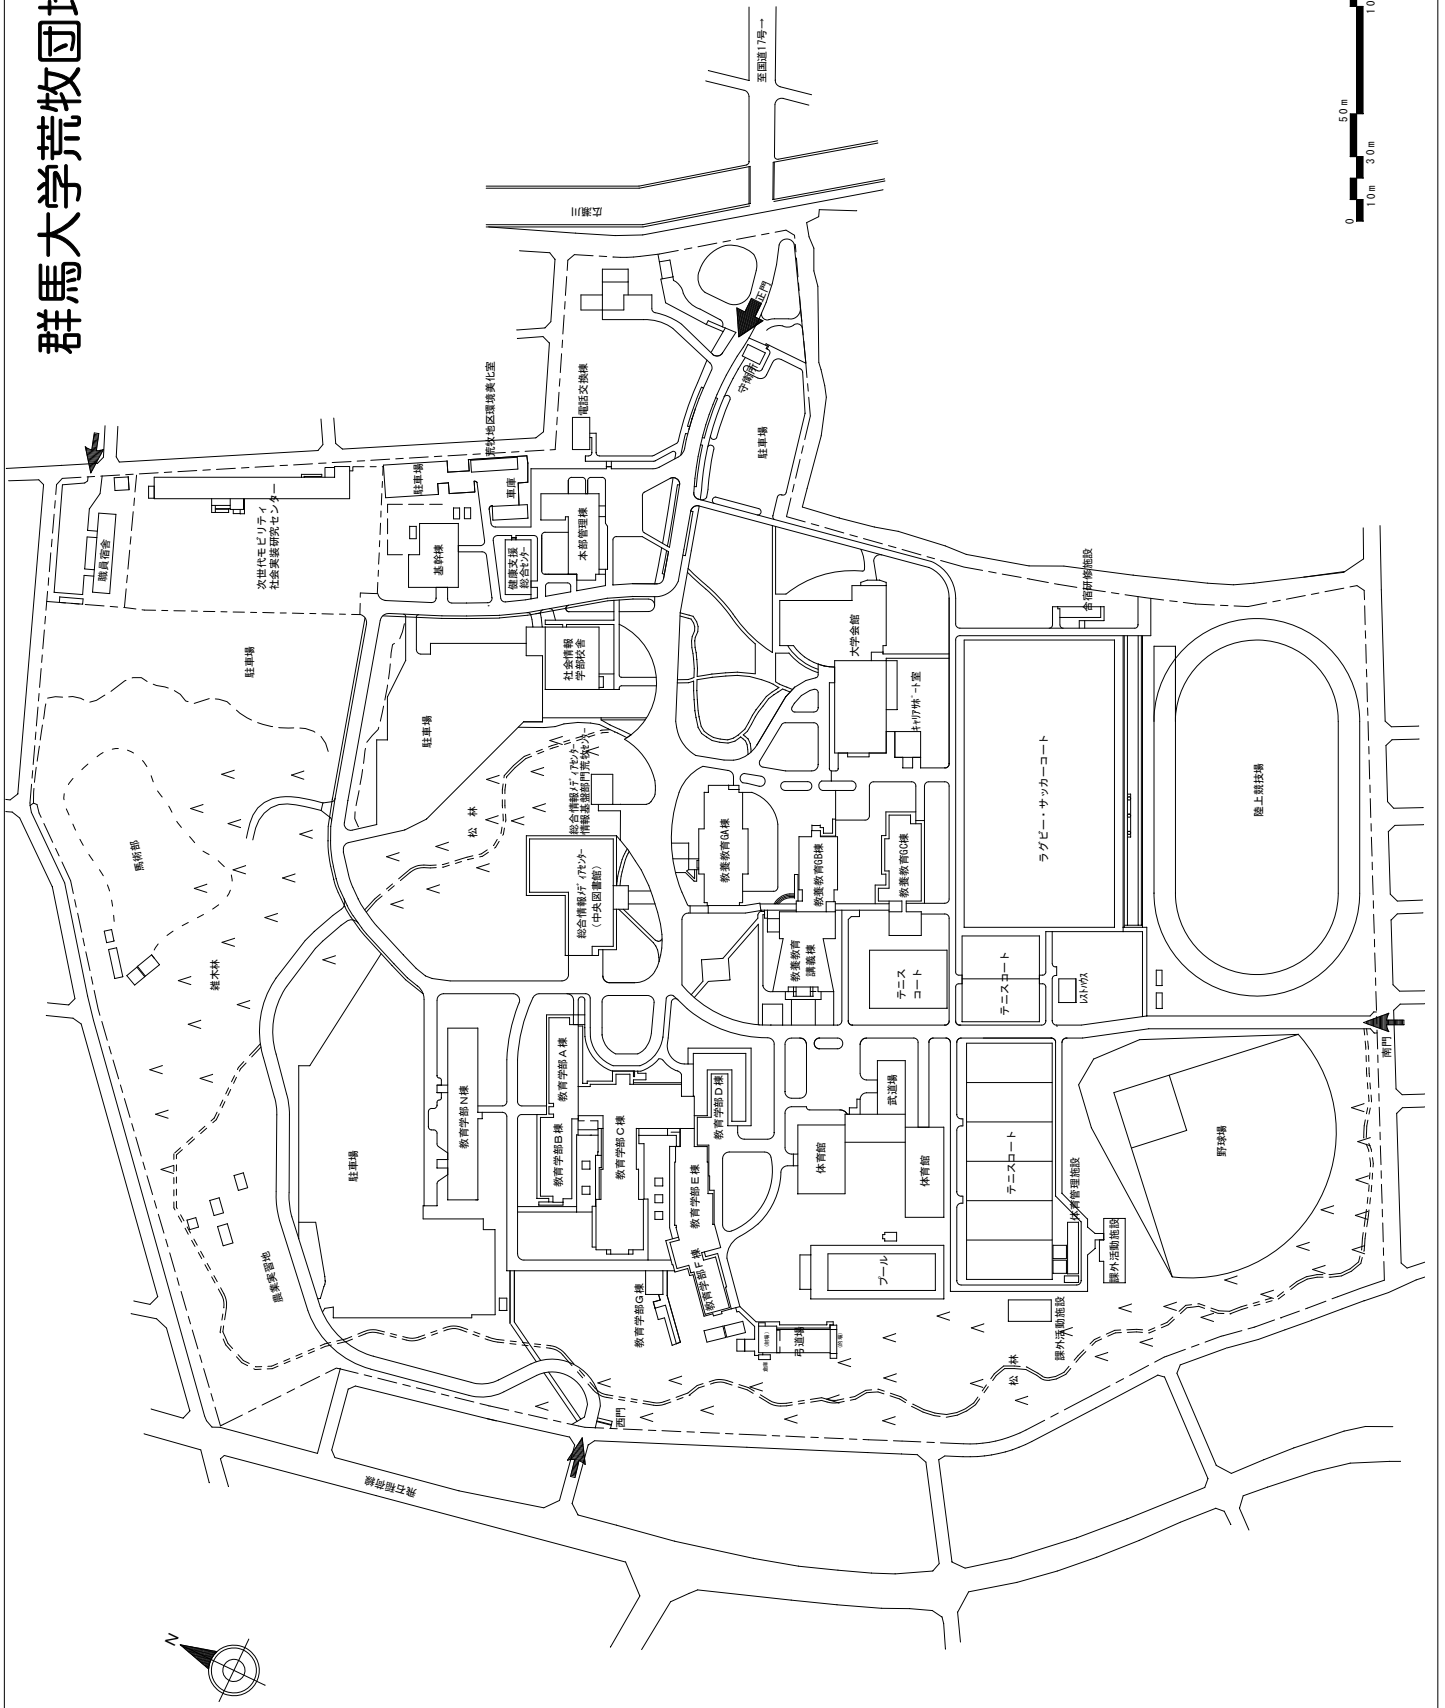 群馬大学荒牧団
至国道17号→
広瀬川
正門
守衛所
駐車場
電話交換棟
荒牧地区環境美化室
駐車場
車庫
本部管理棟
健康支援
総合センター
基幹棟
次世代モビリティ
社会実装研究センター
職員宿舎
駐車場
駐車場
社会情報
学部校舎
大学会館
キャリアサポート室
合宿研修施設
総合情報メディアセンター
情報基盤部門荒牧センター
松林
馬術部
雑木林
総合情報メディアセンター
(中央図書館)
教養教育GA棟
教養教育GB棟
教養教育GC棟
教養教育
講義棟
ラグビー・サッカーコート
陸上競技場
テニス
コート
テニスコート
レストハウス
南門
教育学部N棟
教育学部A棟
教育学部B棟
教育学部C棟
教育学部D棟
教育学部E棟
教育学部F棟
教育学部G棟
駐車場
農業実習地
武道場
体育館
体育館
プール
テニスコート
体育管理施設
課外活動施設
課外活動施設
野球場
弓道場
松林
西門
飛石稲荷線
N
0
10m
30m
50m
10